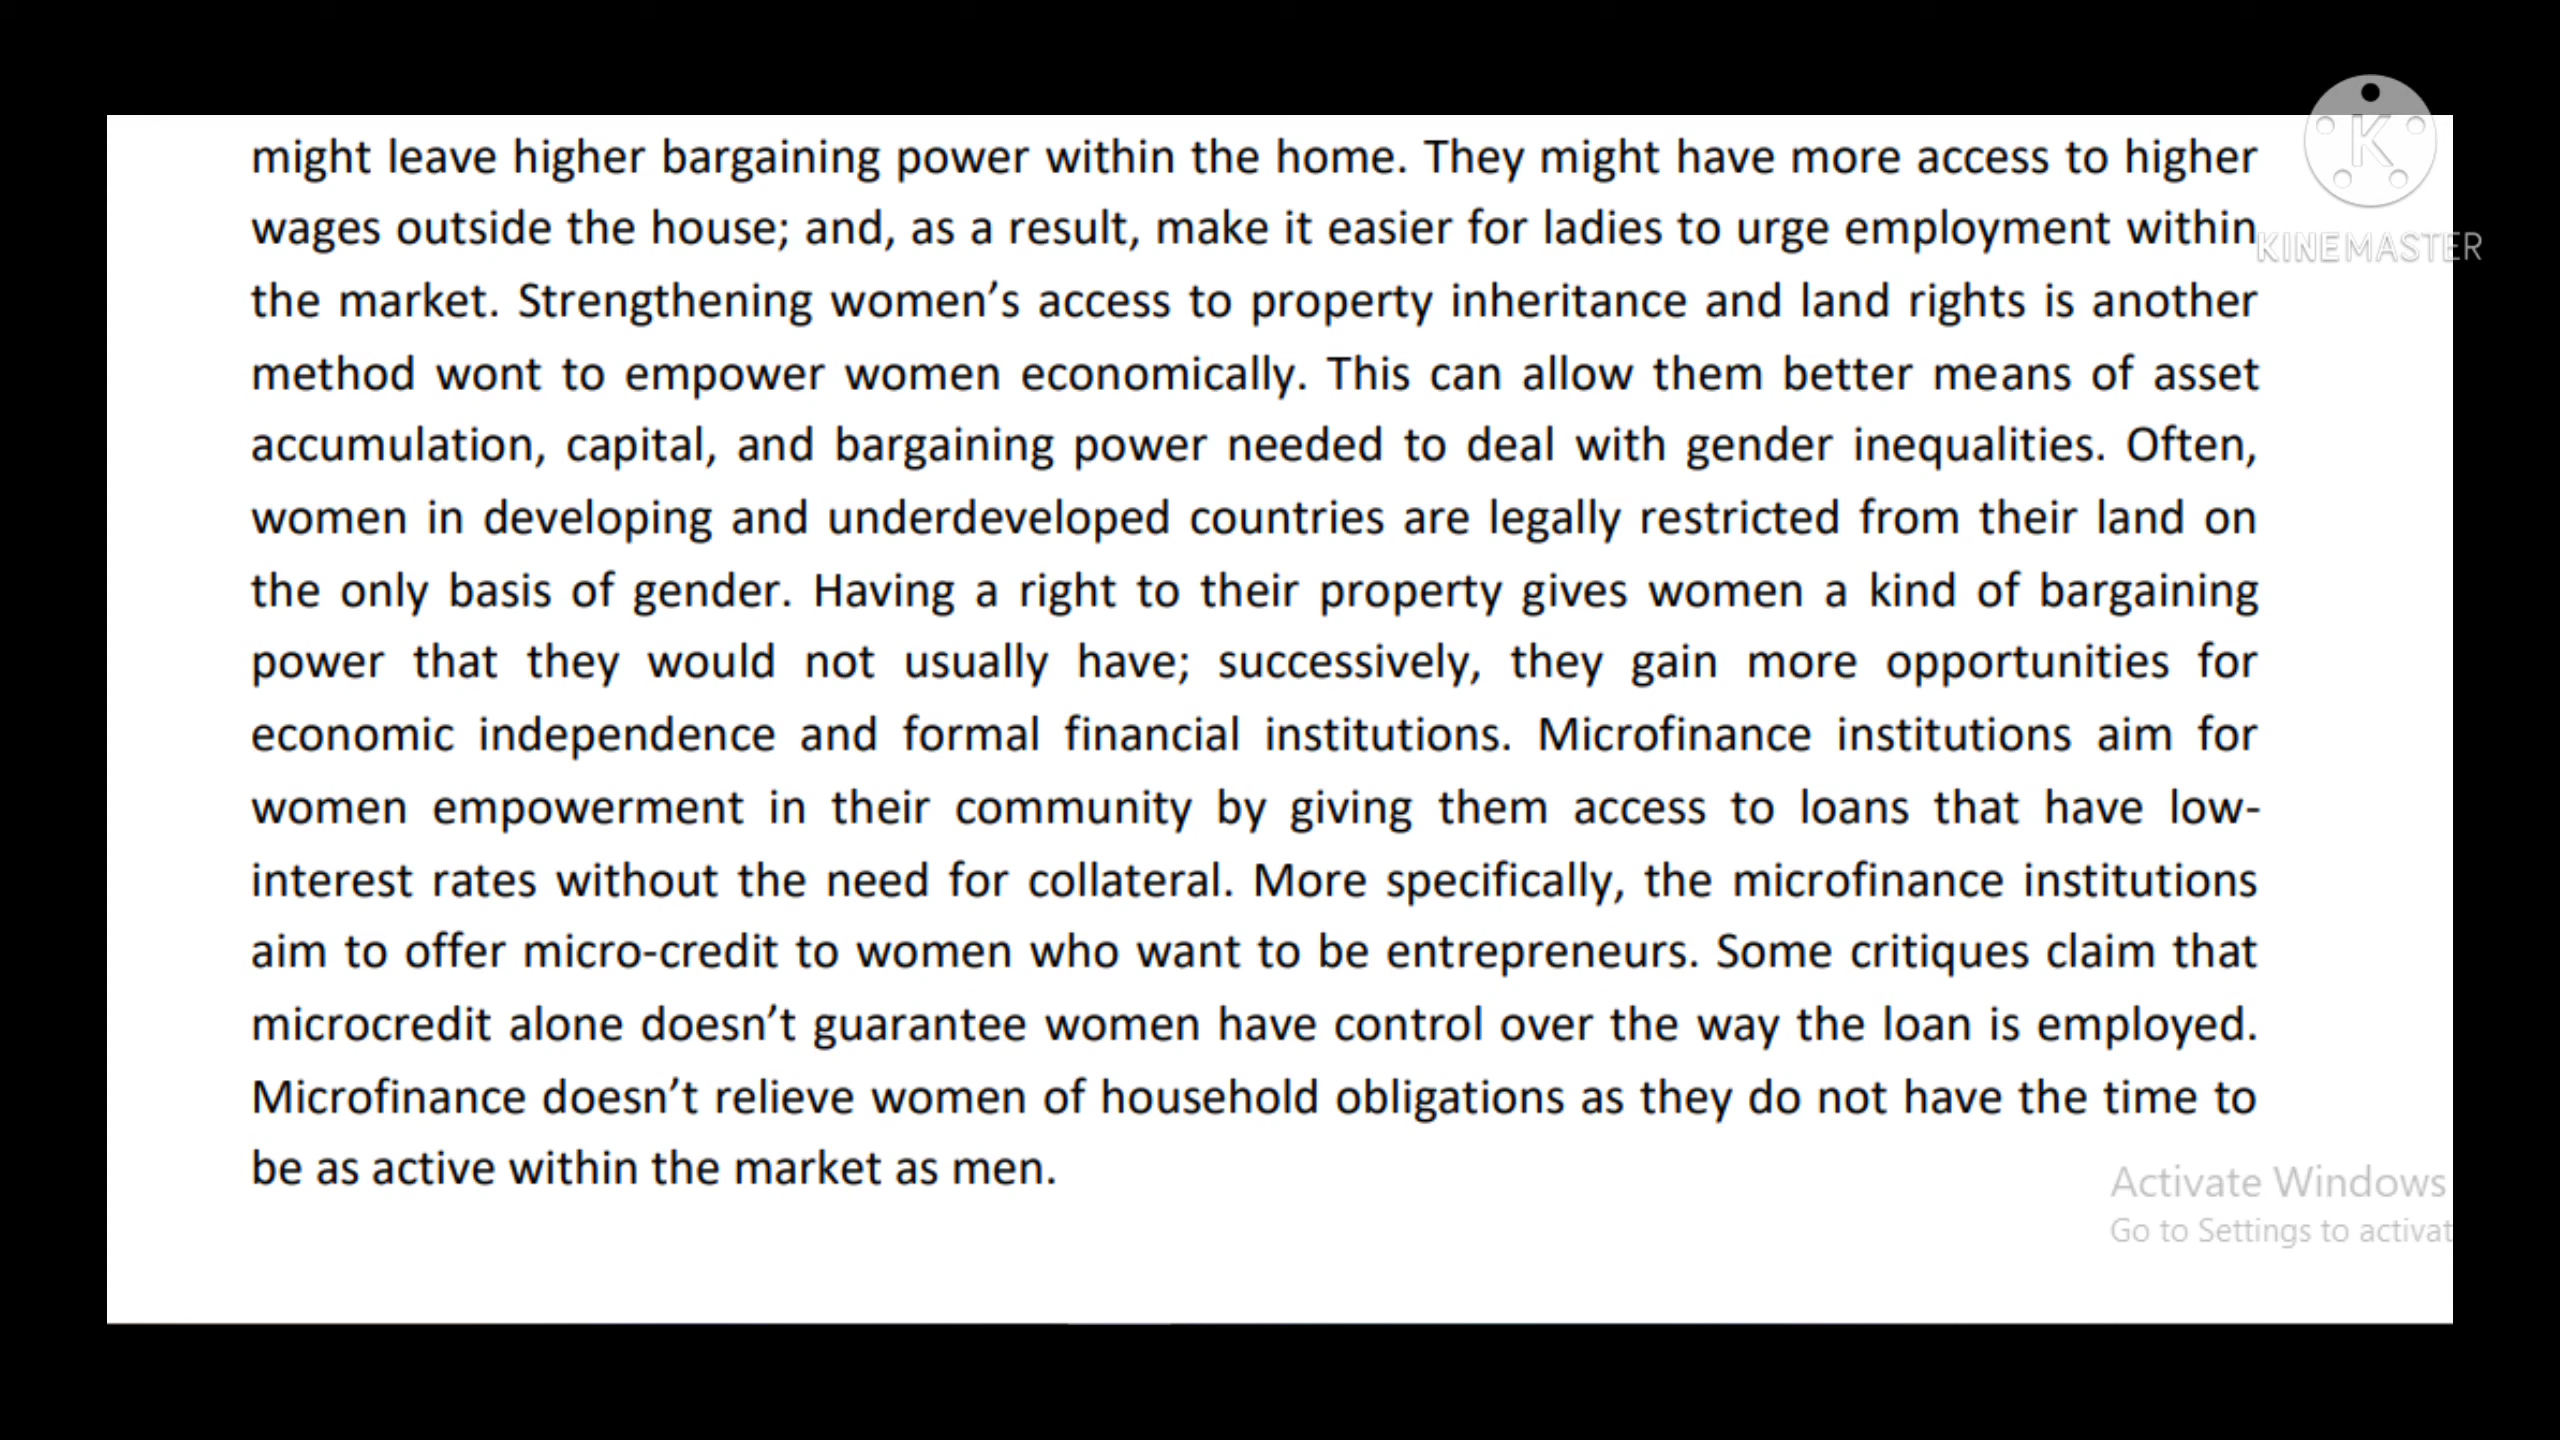 might leave higher bargaining power within the home. They might have more access to higher
wages outside the house; and, as a result, make it easier for ladies to urge employment within
the market. Strengthening women’s access to property inheritance and land rights is another
method wont to empower women economically. This can allow them better means of asset
accumulation, capital, and bargaining power needed to deal with gender inequalities. Often,
women in developing and underdeveloped countries are legally restricted from their land on
the only basis of gender. Having a right to their property gives women a kind of bargaining
power that they would not usually have; successively, they gain more opportunities for
economic independence and formal financial institutions. Microfinance institutions aim for
women empowerment in their community by giving them access to loans that have low-
interest rates without the need for collateral. More specifically, the microfinance institutions
aim to offer micro-credit to women who want to be entrepreneurs. Some critiques claim that
microcredit alone doesn’t guarantee women have control over the way the loan is employed.
Microfinance doesn’t relieve women of household obligations as they do not have the time to
be as active within the market as men.
K
KINEMASTER
Activate Windows
Go to Settings to activat